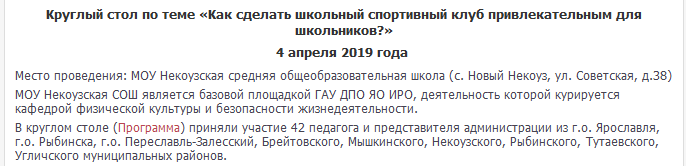 Круглый стол по теме «Как сделать школьный спортивный клуб привлекательным для
школьников?»
4 апреля 2019 года
Место проведения: МОУ Некоузская средняя общеобразовательная школа (с. Новый Некоуз, ул. Советская, д.38)
МОУ Некоузская СОШ является базовой площадкой ГАУ ДПО ЯО ИРО, деятельность которой курируется
кафедрой физической культуры и безопасности жизнедеятельности.
В круглом столе (Программа) приняли участие 42 педагога и представителя администрации из г.о. Ярославля,
г.о. Рыбинска, г.о. Переславль-Залесский, Брейтовского, Мышкинского, Некоузского, Рыбинского, Тутаевского,
Угличского муниципальных районов.